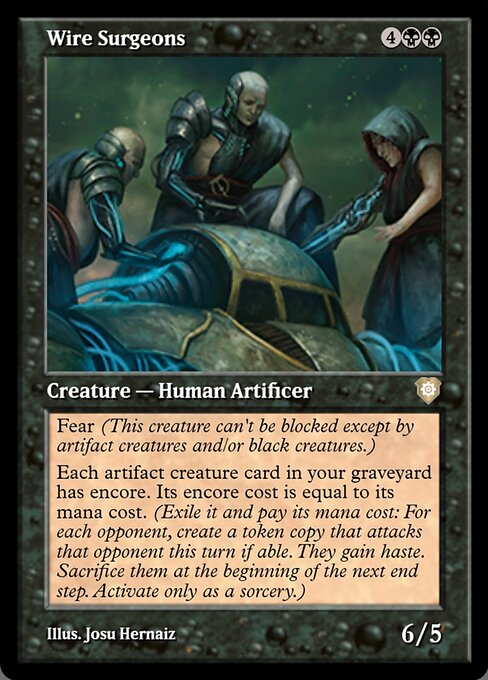 Wire Surgeons 4
Creature — Human Artificer
Fear (This creature can't be blocked except by
artifact creatures and/or black creatures.)
Each artifact creature card in your graveyard
has encore. Its encore cost is equal to its
mana cost. (Exile it and pay its mana cost: For
each opponent, create a token copy that attacks
that opponent this turn if able. They gain haste.
Sacrifice them at the beginning of the next end
step. Activate only as a sorcery.)
Illus. Josu Hernaiz 6/5